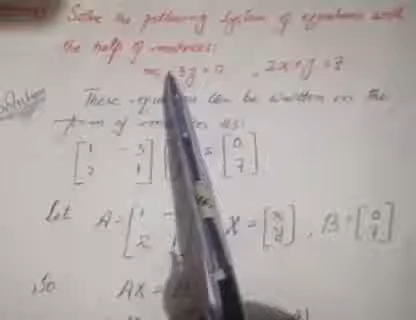 Solve the following system of equations with
the help of matrices:
x 3y = 0 , 2x + y = 7
Solution These equations can be written in the
form of as:
[1 -3 2 1] = [0 7]
Let A = [1 2 X = [x y] , B = [0 7]
So AX =